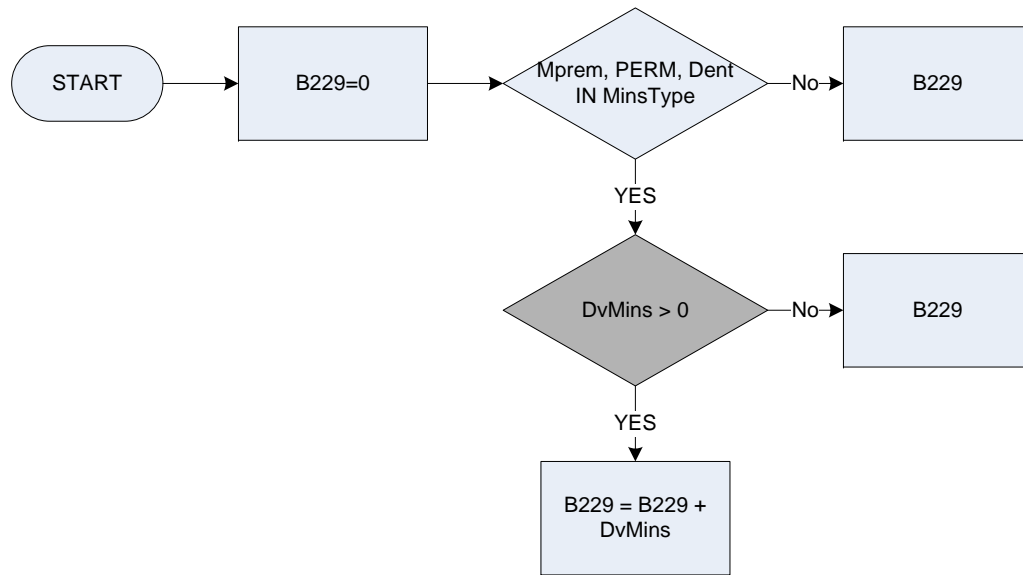 START
B229=0
Mprem, PERM, Dent
IN MinsType
No
B229
YES
DvMins > 0
No
B229
YES
B229 = B229 +
DvMins